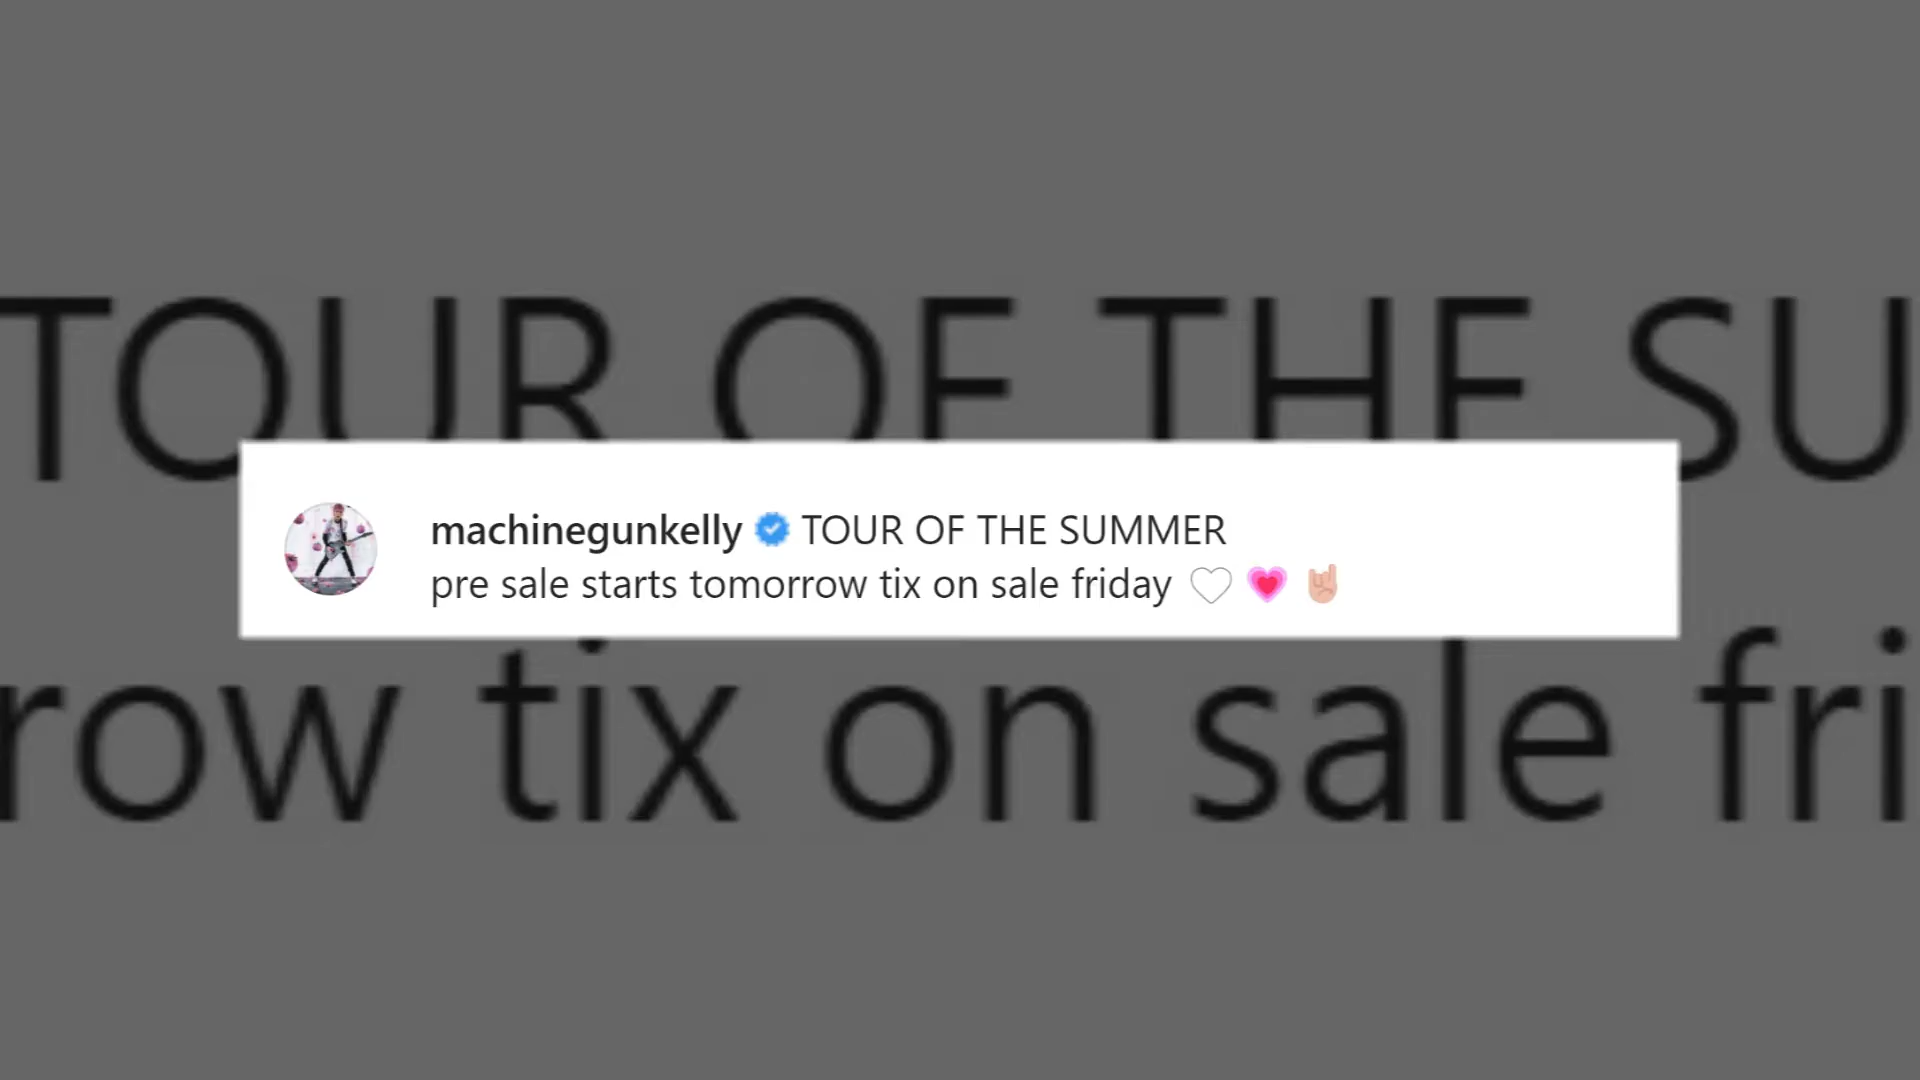 TOUR OF THE SU
machinegunkelly TOUR OF THE SUMMER
pre sale starts tomorrow tix on sale friday 🤍 💗 🤘🏼
row tix on sale fri